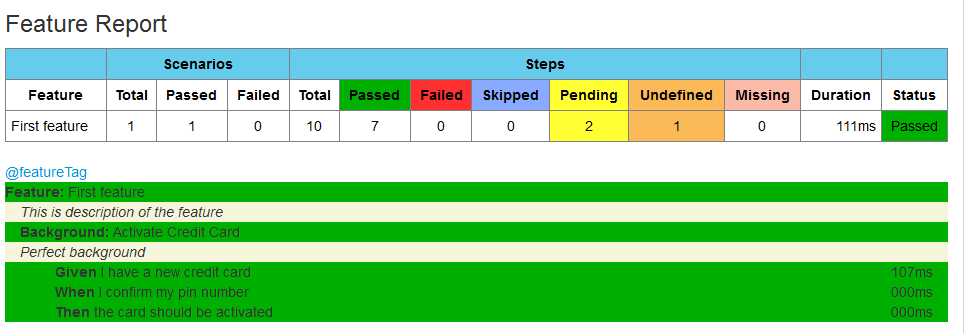 Feature Report
Scenarios Steps
Feature Total Passed Failed Total Passed Failed Skipped Pending Undefined Missing Duration Status
First feature 1 1 0 10 7 0 0 2 1 0 111ms Passed
@featureTag
Feature: First feature
This is description of the feature
Background: Activate Credit Card
Perfect background
Given I have a new credit card 107ms
When I confirm my pin number 000ms
Then the card should be activated 000ms